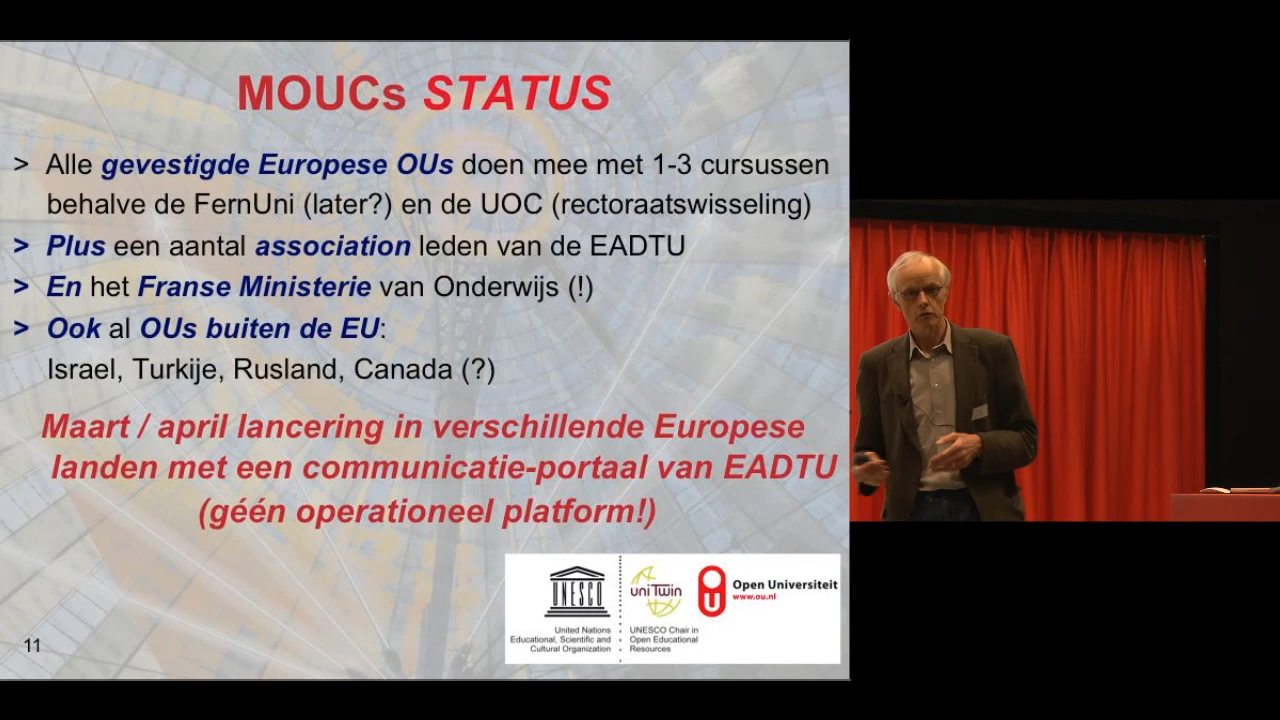 MOUCs STATUS
> Alle gevestigde Europese OUs doen mee met 1-3 cursussen
behalve de FernUni (later?) en de UOC (rectoraatswisseling)
> Plus een aantal association leden van de EADTU
> En het Franse Ministerie van Onderwijs (!)
> Ook al OUs buiten de EU:
Israel, Turkije, Rusland, Canada (?)
Maart / april lancering in verschillende Europese
landen met een communicatie-portaal van EADTU
(géén operationeel platform!)
UNESCO
United Nations
Educational, Scientific and
Cultural Organization
uniTwin
UNESCO Chair in
Open Educational
Resources
Open Universiteit
www.ou.nl
11